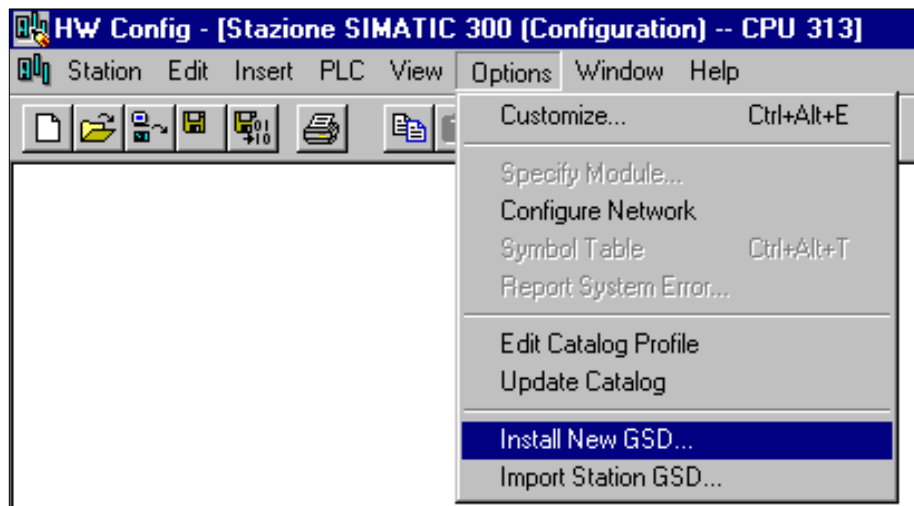 HW Config - [Stazione SIMATIC 300 (Configuration) -- CPU 313]
Station Edit Insert PLC View Options Window Help
Customize... Ctrl+Alt+E
Specify Module...
Configure Network
Symbol Table Ctrl+Alt+T
Report System Error...
Edit Catalog Profile
Update Catalog
Install New GSD...
Import Station GSD...